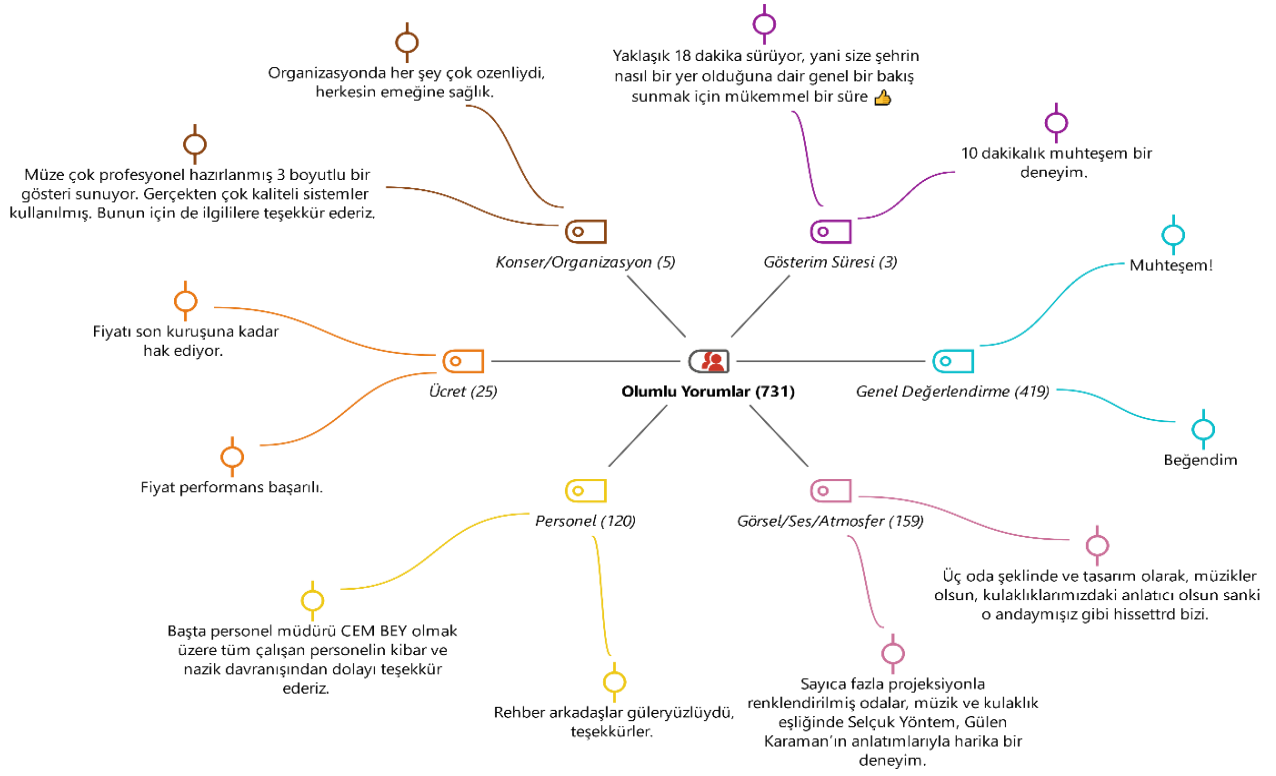 Organizasyonda her şey çok ozenliydi,
herkesin emeğine sağlık.
Yaklaşık 18 dakika sürüyor, yani size şehrin
nasıl bir yer olduğuna dair genel bir bakış
sunmak için mükemmel bir süre 👍
Müze çok profesyonel hazırlanmış 3 boyutlu bir
gösteri sunuyor. Gerçekten çok kaliteli sistemler
kullanılmış. Bunun için de ilgililere teşekkür ederiz.
10 dakikalık muhteşem bir
deneyim.
Konser/Organizasyon (5)
Gösterim Süresi (3)
Muhteşem!
Fiyatı son kuruşuna kadar
hak ediyor.
Ücret (25)
Olumlu Yorumlar (731)
Genel Değerlendirme (419)
Beğendim
Fiyat performans başarılı.
Personel (120)
Görsel/Ses/Atmosfer (159)
Üç oda şeklinde ve tasarım olarak, müzikler
olsun, kulaklıklarımızdaki anlatıcı olsun sanki
o andaymışız gibi hissettrd bizi.
Başta personel müdürü CEM BEY olmak
üzere tüm çalışan personelin kibar ve
nazik davranışından dolayı teşekkür
ederiz.
Rehber arkadaşlar güleryüzlüydü,
teşekkürler.
Sayıca fazla projeksiyonla
renklendirilmiş odalar, müzik ve kulaklık
eşliğinde Selçuk Yöntem, Gülen
Karaman'ın anlatımlarıyla harika bir
deneyim.